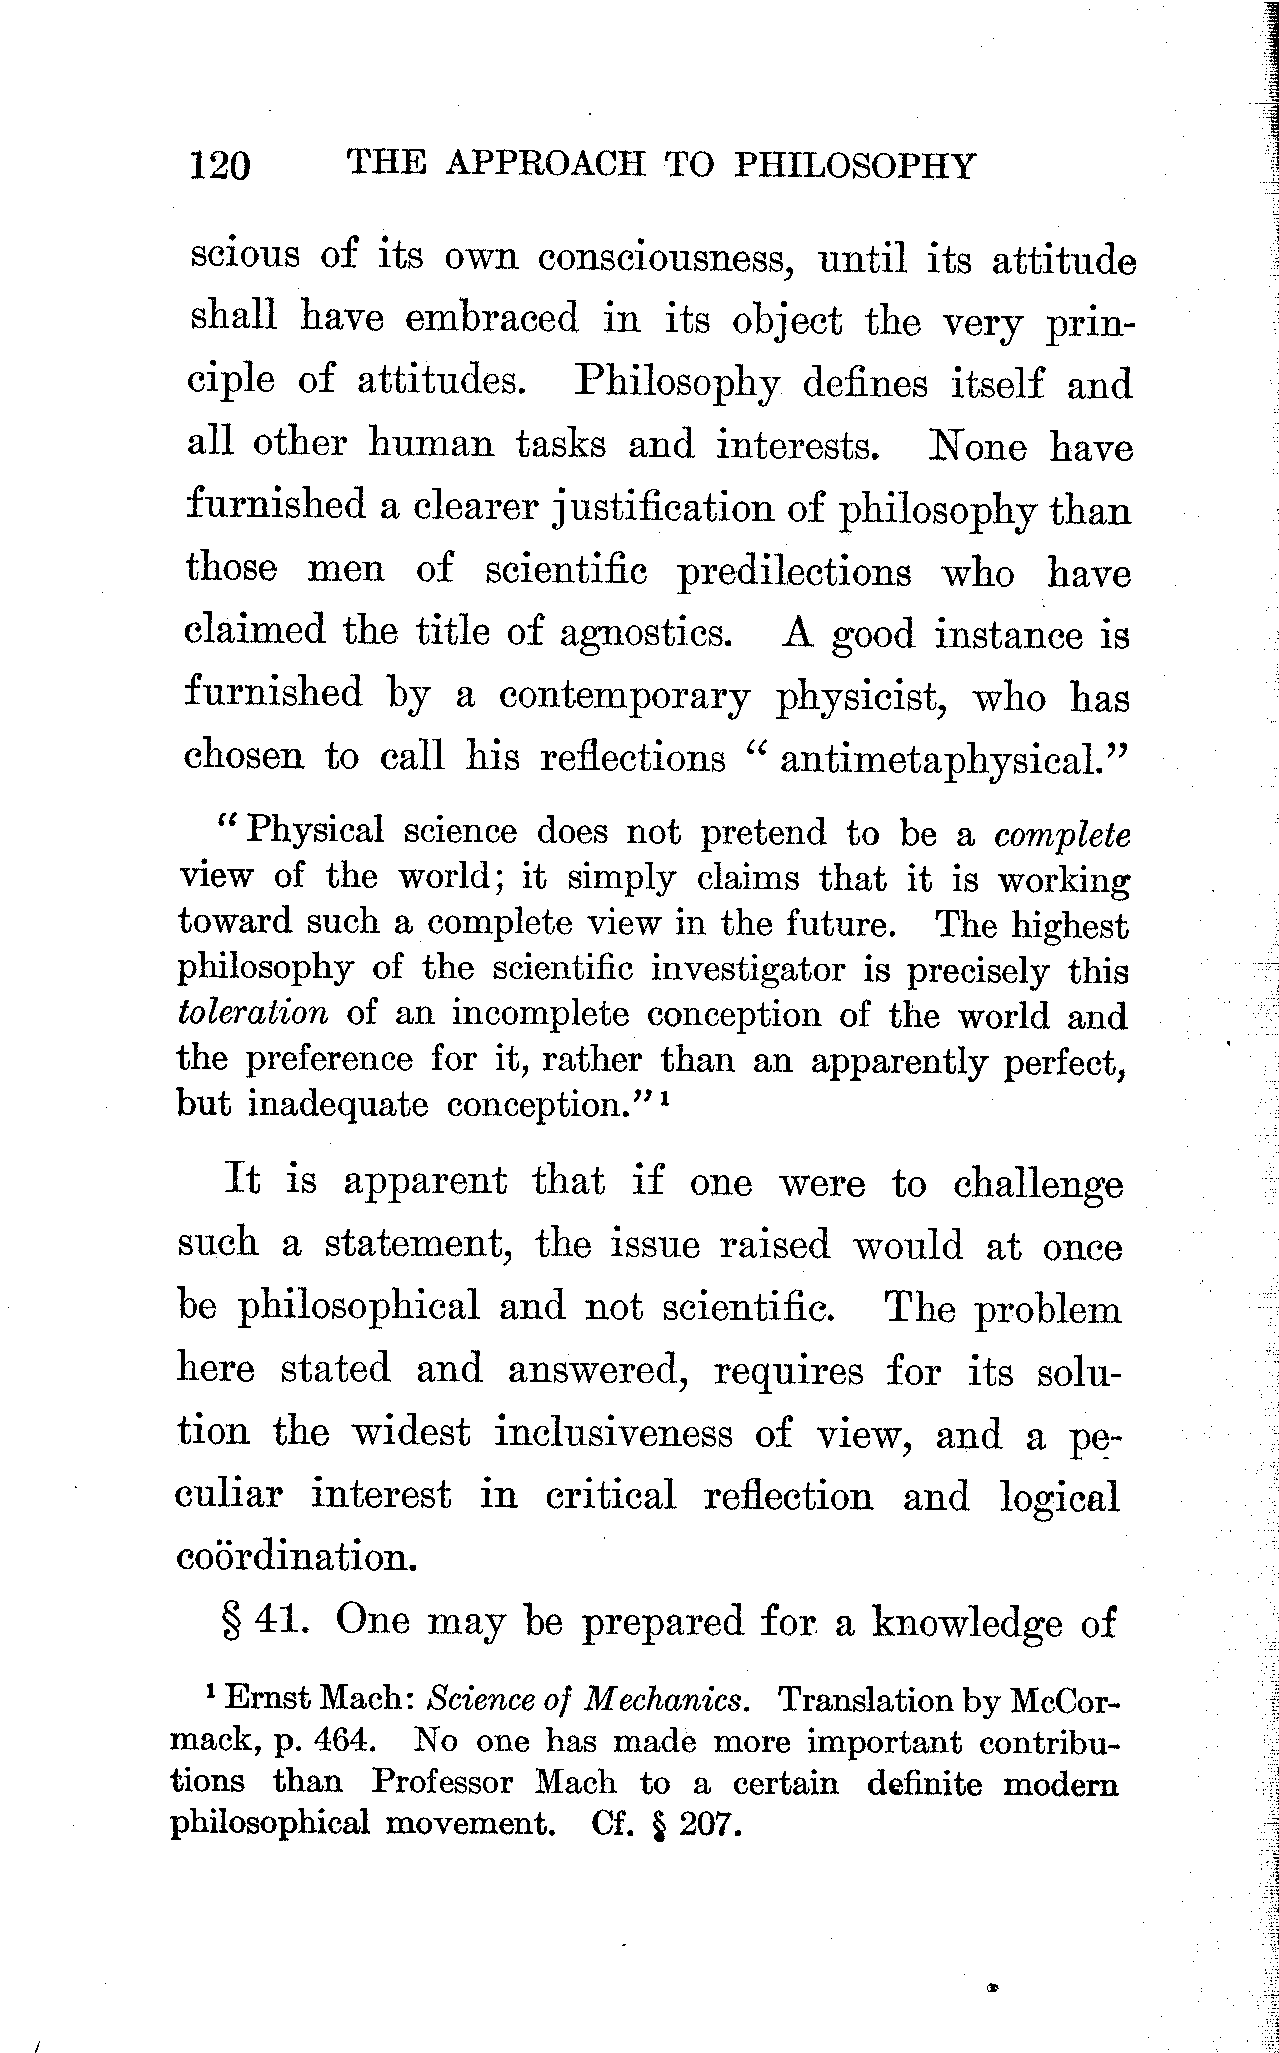 120 THE APPROACH TO PHILOSOPHY
scious of its own consciousness, until its attitude
shall have embraced in its object the very prin-
ciple of attitudes. Philosophy defines itself and
all other human tasks and interests. None have
furnished a clearer justification of philosophy than
those men of scientific predilections who have
claimed the title of agnostics. A good instance is
furnished by a contemporary physicist, who has
chosen to call his reflections “ antimetaphysical.”
“ Physical science does not pretend to be a complete
view of the world; it simply claims that it is working
toward such a complete view in the future. The highest
philosophy of the scientific investigator is precisely this
toleration of an incomplete conception of the world and
the preference for it, rather than an apparently perfect,
but inadequate conception.” ¹
It is apparent that if one were to challenge
such a statement, the issue raised would at once
be philosophical and not scientific. The problem
here stated and answered, requires for its solu-
tion the widest inclusiveness of view, and a pe-
culiar interest in critical reflection and logical
coördination.
§ 41. One may be prepared for a knowledge of
¹ Ernst Mach: Science of Mechanics. Translation by McCor-
mack, p. 464. No one has made more important contribu-
tions than Professor Mach to a certain definite modern
philosophical movement. Cf. § 207.